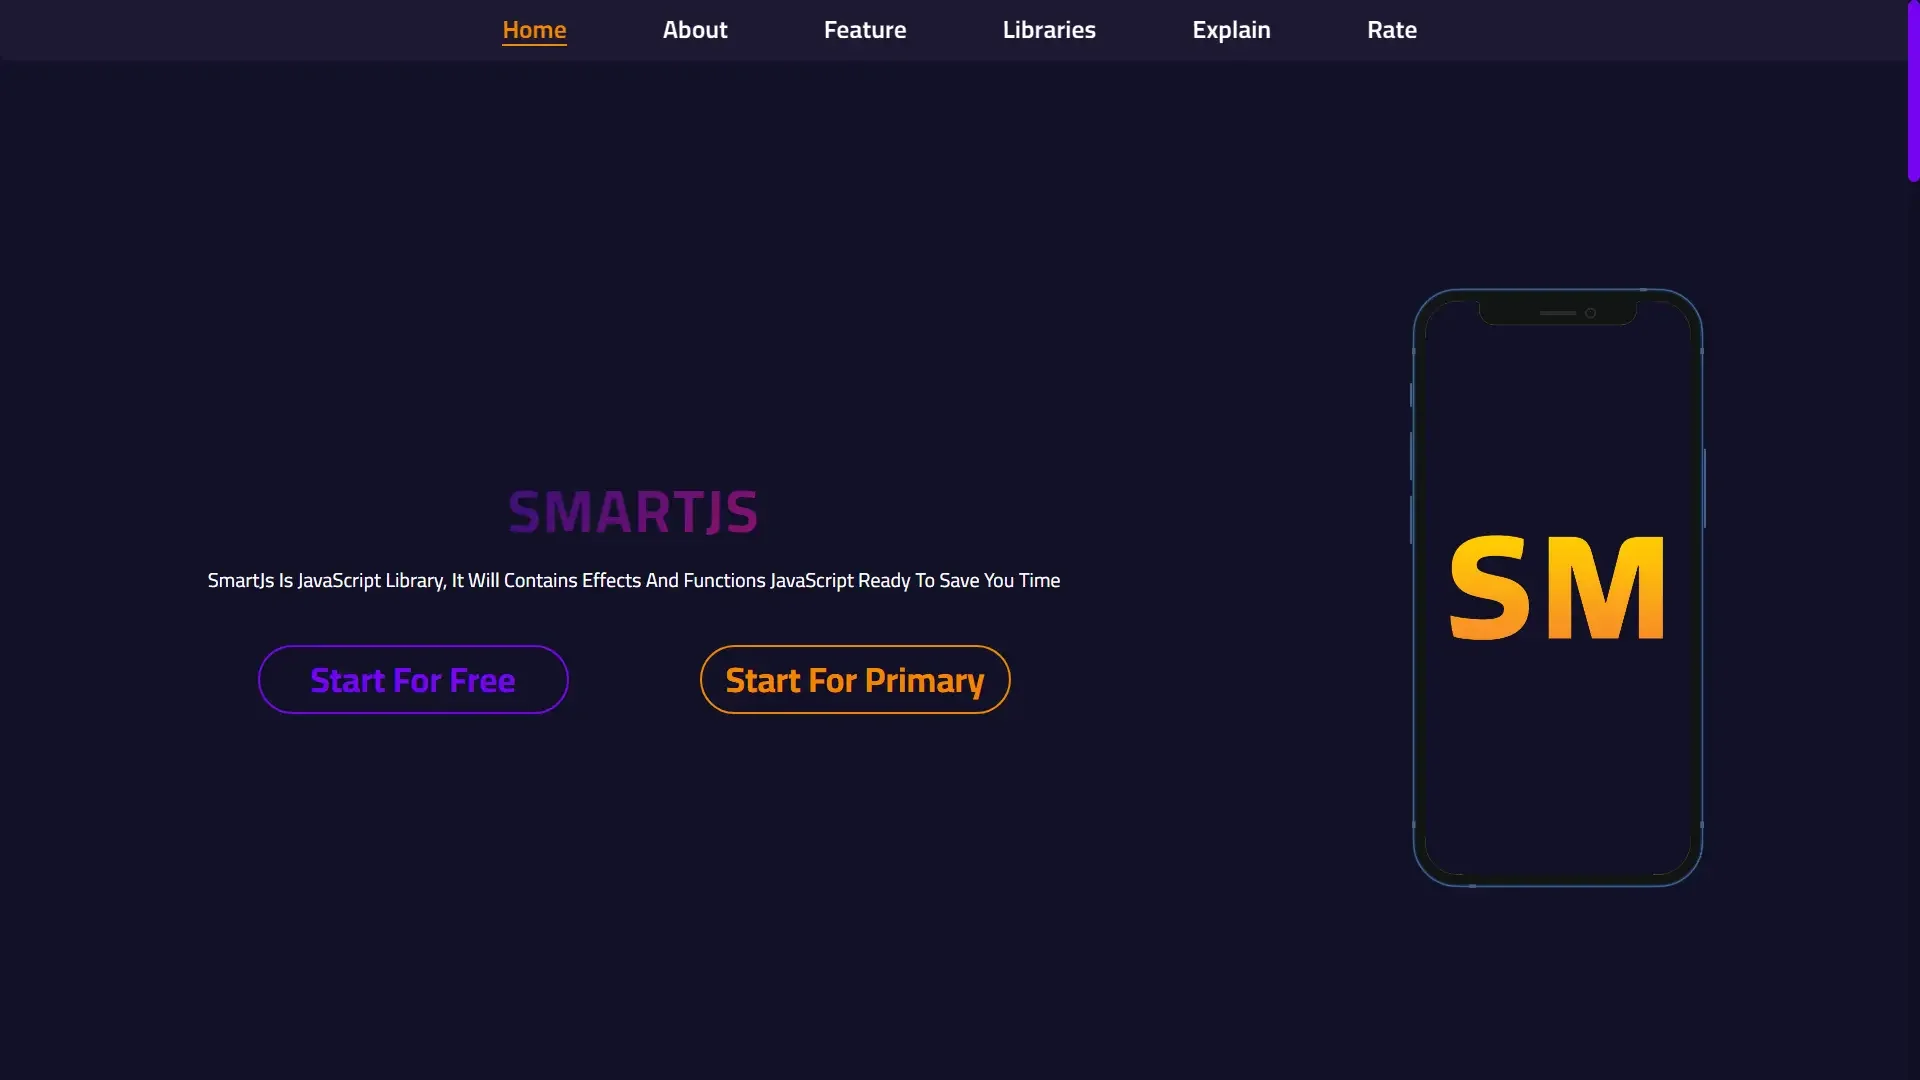 Home About Feature Libraries Explain Rate
SMARTJS
SmartJs Is JavaScript Library, It Will Contains Effects And Functions JavaScript Ready To Save You Time
Start For Free Start For Primary
SM